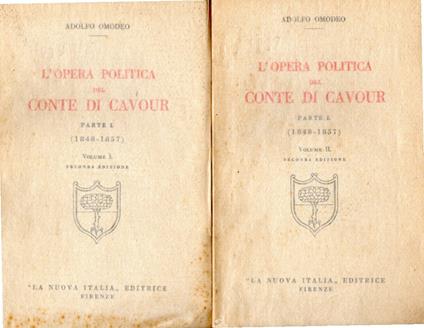 ADOLFO OMODEO
L'OPERA POLITICA
DEL
CONTE DI CAVOUR
PARTE I.
(1848-1857)
VOLUME I.
SECONDA EDIZIONE
"LA NUOVA ITALIA„ EDITRICE
FIRENZE
ADOLFO OMODEO
L'OPERA POLITICA
DEL
CONTE DI CAVOUR
PARTE I.
(1848-1857)
VOLUME II.
SECONDA EDIZIONE
"LA NUOVA ITALIA„ EDITRICE
FIRENZE